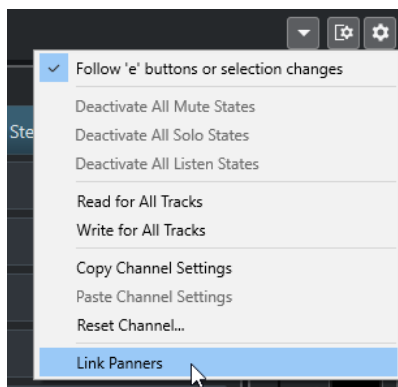 Follow 'e' buttons or selection changes
Deactivate All Mute States
Ste
Deactivate All Solo States
Deactivate All Listen States
Read for All Tracks
Write for All Tracks
Copy Channel Settings
Paste Channel Settings
Reset Channel...
Link Panners